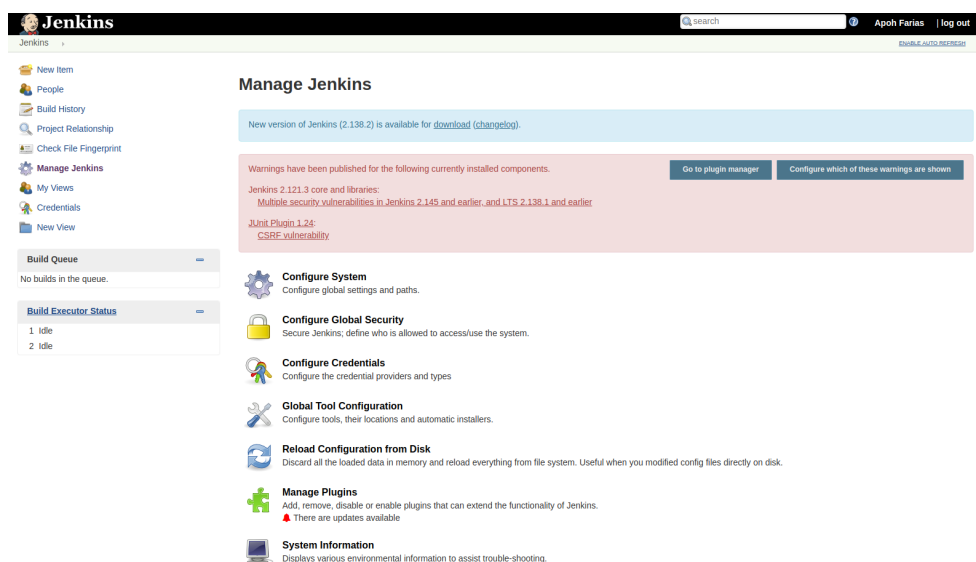 Jenkins
search
Apoh Farias | log out
Jenkins
ENABLE AUTO REFRESH
New Item
People
Build History
Project Relationship
Check File Fingerprint
Manage Jenkins
My Views
Credentials
New View
Build Queue
No builds in the queue.
Build Executor Status
1 Idle
2 Idle
Manage Jenkins
New version of Jenkins (2.138.2) is available for download (changelog).
Warnings have been published for the following currently installed components.
Go to plugin manager
Configure which of these warnings are shown
Jenkins 2.121.3 core and libraries:
Multiple security vulnerabilities in Jenkins 2.145 and earlier, and LTS 2.138.1 and earlier
JUnit Plugin 1.24:
CSRF vulnerability
Configure System
Configure global settings and paths.
Configure Global Security
Secure Jenkins; define who is allowed to access/use the system.
Configure Credentials
Configure the credential providers and types
Global Tool Configuration
Configure tools, their locations and automatic installers.
Reload Configuration from Disk
Discard all the loaded data in memory and reload everything from file system. Useful when you modified config files directly on disk.
Manage Plugins
Add, remove, disable or enable plugins that can extend the functionality of Jenkins.
There are updates available
System Information
Displays various environmental information to assist trouble-shooting.